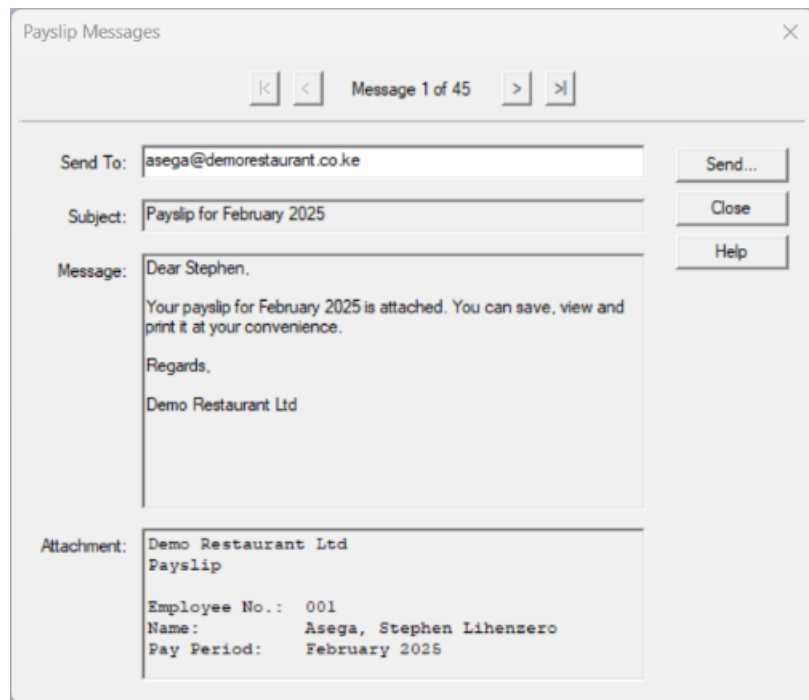 Payslip Messages
Message 1 of 45
Send To: asega@demorestaurant.co.ke
Send...
Subject: Payslip for February 2025
Close
Help
Message: Dear Stephen,
Your payslip for February 2025 is attached. You can save, view and
print it at your convenience.
Regards,
Demo Restaurant Ltd
Attachment: Demo Restaurant Ltd
Payslip
Employee No.: 001
Name: Asega, Stephen Lihenzero
Pay Period: February 2025